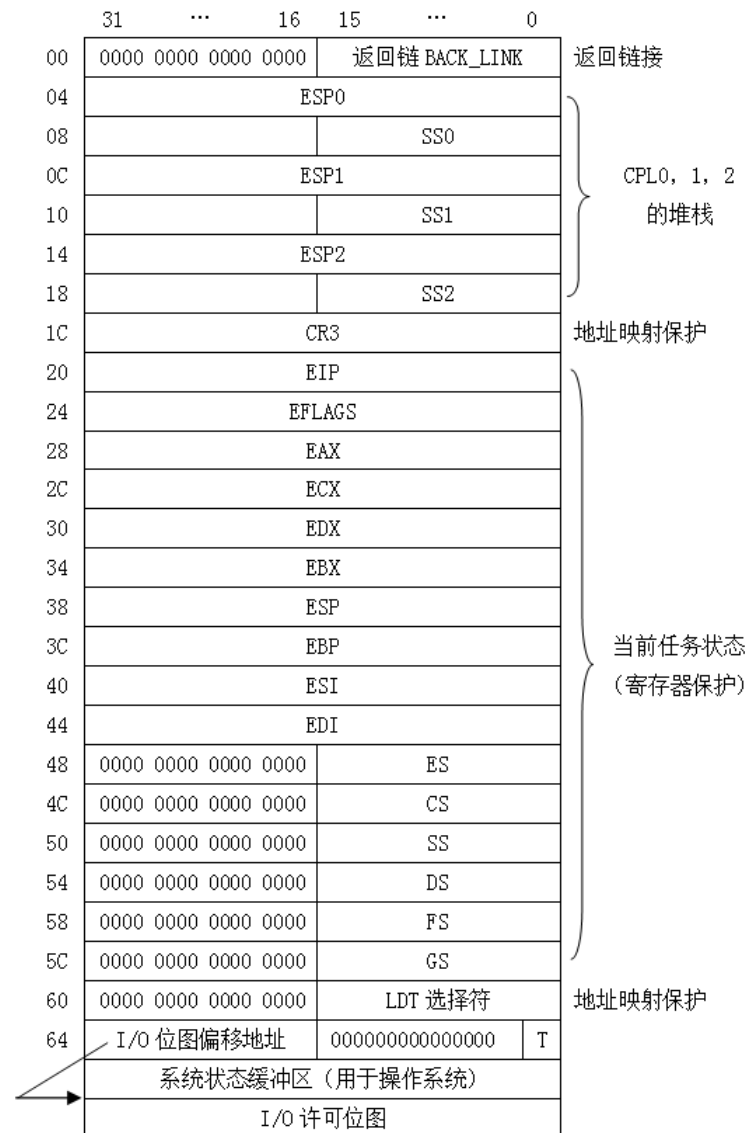 31 … 16 15 … 0
00 0000 0000 0000 0000 返回链 BACK_LINK 返回链接
04 ESP0
08 SS0
0C ESP1 CPL0, 1, 2
10 SS1 的堆栈
14 ESP2
18 SS2
1C CR3 地址映射保护
20 EIP
24 EFLAGS
28 EAX
2C ECX
30 EDX
34 EBX
38 ESP
3C EBP 当前任务状态
40 ESI (寄存器保护)
44 EDI
48 0000 0000 0000 0000 ES
4C 0000 0000 0000 0000 CS
50 0000 0000 0000 0000 SS
54 0000 0000 0000 0000 DS
58 0000 0000 0000 0000 FS
5C 0000 0000 0000 0000 GS
60 0000 0000 0000 0000 LDT 选择符 地址映射保护
64 I/O 位图偏移地址 000000000000000 T
系统状态缓冲区（用于操作系统）
I/O 许可位图